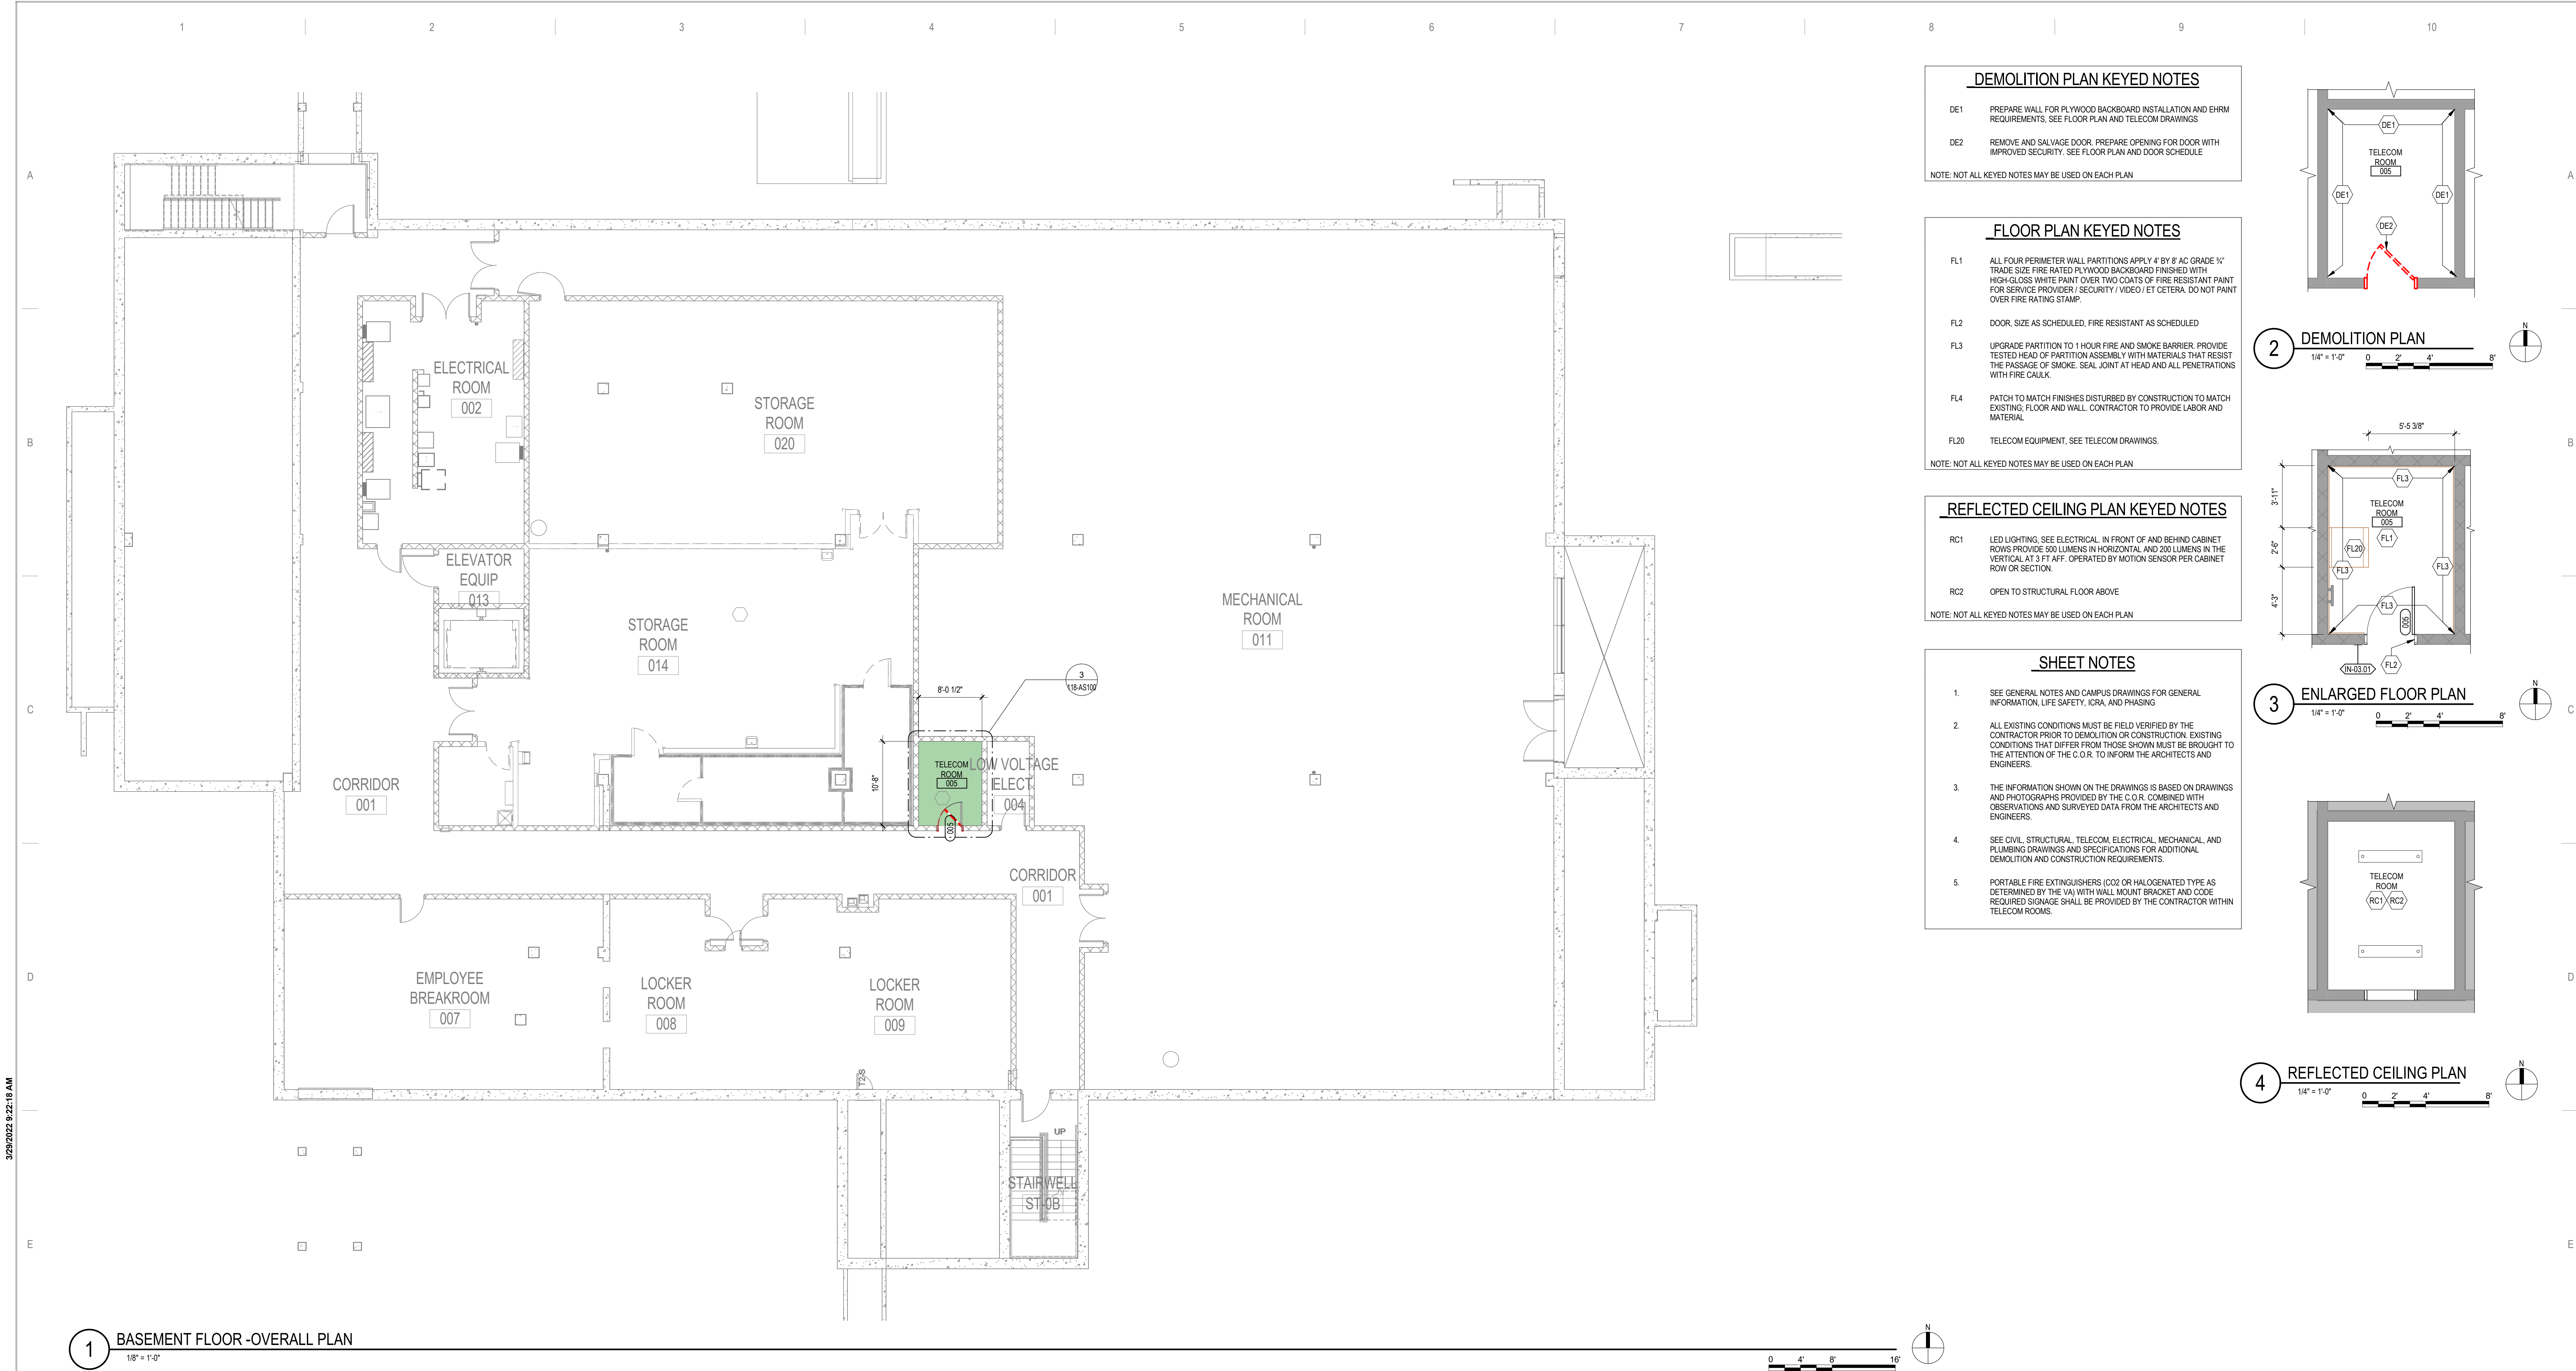 1 2 3 4 5 6 7 8 9 10
A
B
C
D
E
A
B
C
D
E
3/29/2022 9:22:18 AM
ELECTRICAL
ROOM
002
STORAGE
ROOM
020
ELEVATOR
EQUIP
013
STORAGE
ROOM
014
MECHANICAL
ROOM
011
8'-0 1/2"
3
118-AS100
10'-8"
TELECOM
ROOM
005
005
LOW VOLTAGE
ELECT
004
CORRIDOR
001
CORRIDOR
001
EMPLOYEE
BREAKROOM
007
LOCKER
ROOM
008
LOCKER
ROOM
009
T2-S
UP
STAIRWELL
ST-0B
1
BASEMENT FLOOR -OVERALL PLAN
1/8" = 1'-0"
0 4' 8' 16'
N
DEMOLITION PLAN KEYED NOTES
DE1 PREPARE WALL FOR PLYWOOD BACKBOARD INSTALLATION AND EHRM
REQUIREMENTS, SEE FLOOR PLAN AND TELECOM DRAWINGS
DE2 REMOVE AND SALVAGE DOOR. PREPARE OPENING FOR DOOR WITH
IMPROVED SECURITY. SEE FLOOR PLAN AND DOOR SCHEDULE
NOTE: NOT ALL KEYED NOTES MAY BE USED ON EACH PLAN
FLOOR PLAN KEYED NOTES
FL1 ALL FOUR PERIMETER WALL PARTITIONS APPLY 4' BY 8' AC GRADE ¾"
TRADE SIZE FIRE RATED PLYWOOD BACKBOARD FINISHED WITH
HIGH-GLOSS WHITE PAINT OVER TWO COATS OF FIRE RESISTANT PAINT
FOR SERVICE PROVIDER / SECURITY / VIDEO / ET CETERA. DO NOT PAINT
OVER FIRE RATING STAMP.
FL2 DOOR, SIZE AS SCHEDULED, FIRE RESISTANT AS SCHEDULED
FL3 UPGRADE PARTITION TO 1 HOUR FIRE AND SMOKE BARRIER. PROVIDE
TESTED HEAD OF PARTITION ASSEMBLY WITH MATERIALS THAT RESIST
THE PASSAGE OF SMOKE. SEAL JOINT AT HEAD AND ALL PENETRATIONS
WITH FIRE CAULK.
FL4 PATCH TO MATCH FINISHES DISTURBED BY CONSTRUCTION TO MATCH
EXISTING; FLOOR AND WALL. CONTRACTOR TO PROVIDE LABOR AND
MATERIAL
FL20 TELECOM EQUIPMENT, SEE TELECOM DRAWINGS.
NOTE: NOT ALL KEYED NOTES MAY BE USED ON EACH PLAN
REFLECTED CEILING PLAN KEYED NOTES
RC1 LED LIGHTING, SEE ELECTRICAL. IN FRONT OF AND BEHIND CABINET
ROWS PROVIDE 500 LUMENS IN HORIZONTAL AND 200 LUMENS IN THE
VERTICAL AT 3 FT AFF. OPERATED BY MOTION SENSOR PER CABINET
ROW OR SECTION.
RC2 OPEN TO STRUCTURAL FLOOR ABOVE
NOTE: NOT ALL KEYED NOTES MAY BE USED ON EACH PLAN
SHEET NOTES
1. SEE GENERAL NOTES AND CAMPUS DRAWINGS FOR GENERAL
INFORMATION, LIFE SAFETY, ICRA, AND PHASING
2. ALL EXISTING CONDITIONS MUST BE FIELD VERIFIED BY THE
CONTRACTOR PRIOR TO DEMOLITION OR CONSTRUCTION. EXISTING
CONDITIONS THAT DIFFER FROM THOSE SHOWN MUST BE BROUGHT TO
THE ATTENTION OF THE C.O.R. TO INFORM THE ARCHITECTS AND
ENGINEERS.
3. THE INFORMATION SHOWN ON THE DRAWINGS IS BASED ON DRAWINGS
AND PHOTOGRAPHS PROVIDED BY THE C.O.R. COMBINED WITH
OBSERVATIONS AND SURVEYED DATA FROM THE ARCHITECTS AND
ENGINEERS.
4. SEE CIVIL, STRUCTURAL, TELECOM, ELECTRICAL, MECHANICAL, AND
PLUMBING DRAWINGS AND SPECIFICATIONS FOR ADDITIONAL
DEMOLITION AND CONSTRUCTION REQUIREMENTS.
5. PORTABLE FIRE EXTINGUISHERS (CO2 OR HALOGENATED TYPE AS
DETERMINED BY THE VA) WITH WALL MOUNT BRACKET AND CODE
REQUIRED SIGNAGE SHALL BE PROVIDED BY THE CONTRACTOR WITHIN
TELECOM ROOMS.
DE1
TELECOM
ROOM
005
DE1 DE1
DE2
2
DEMOLITION PLAN
1/4" = 1'-0"
0 2' 4' 8'
N
5'-5 3/8"
3'-11"
2'-6"
4'-3"
FL3
TELECOM
ROOM
005
FL1
FL20
FL3 FL3
FL3
005
IN-03.01
FL2
3
ENLARGED FLOOR PLAN
1/4" = 1'-0"
0 2' 4' 8'
N
TELECOM
ROOM
RC1 RC2
4
REFLECTED CEILING PLAN
1/4" = 1'-0"
0 2' 4' 8'
N